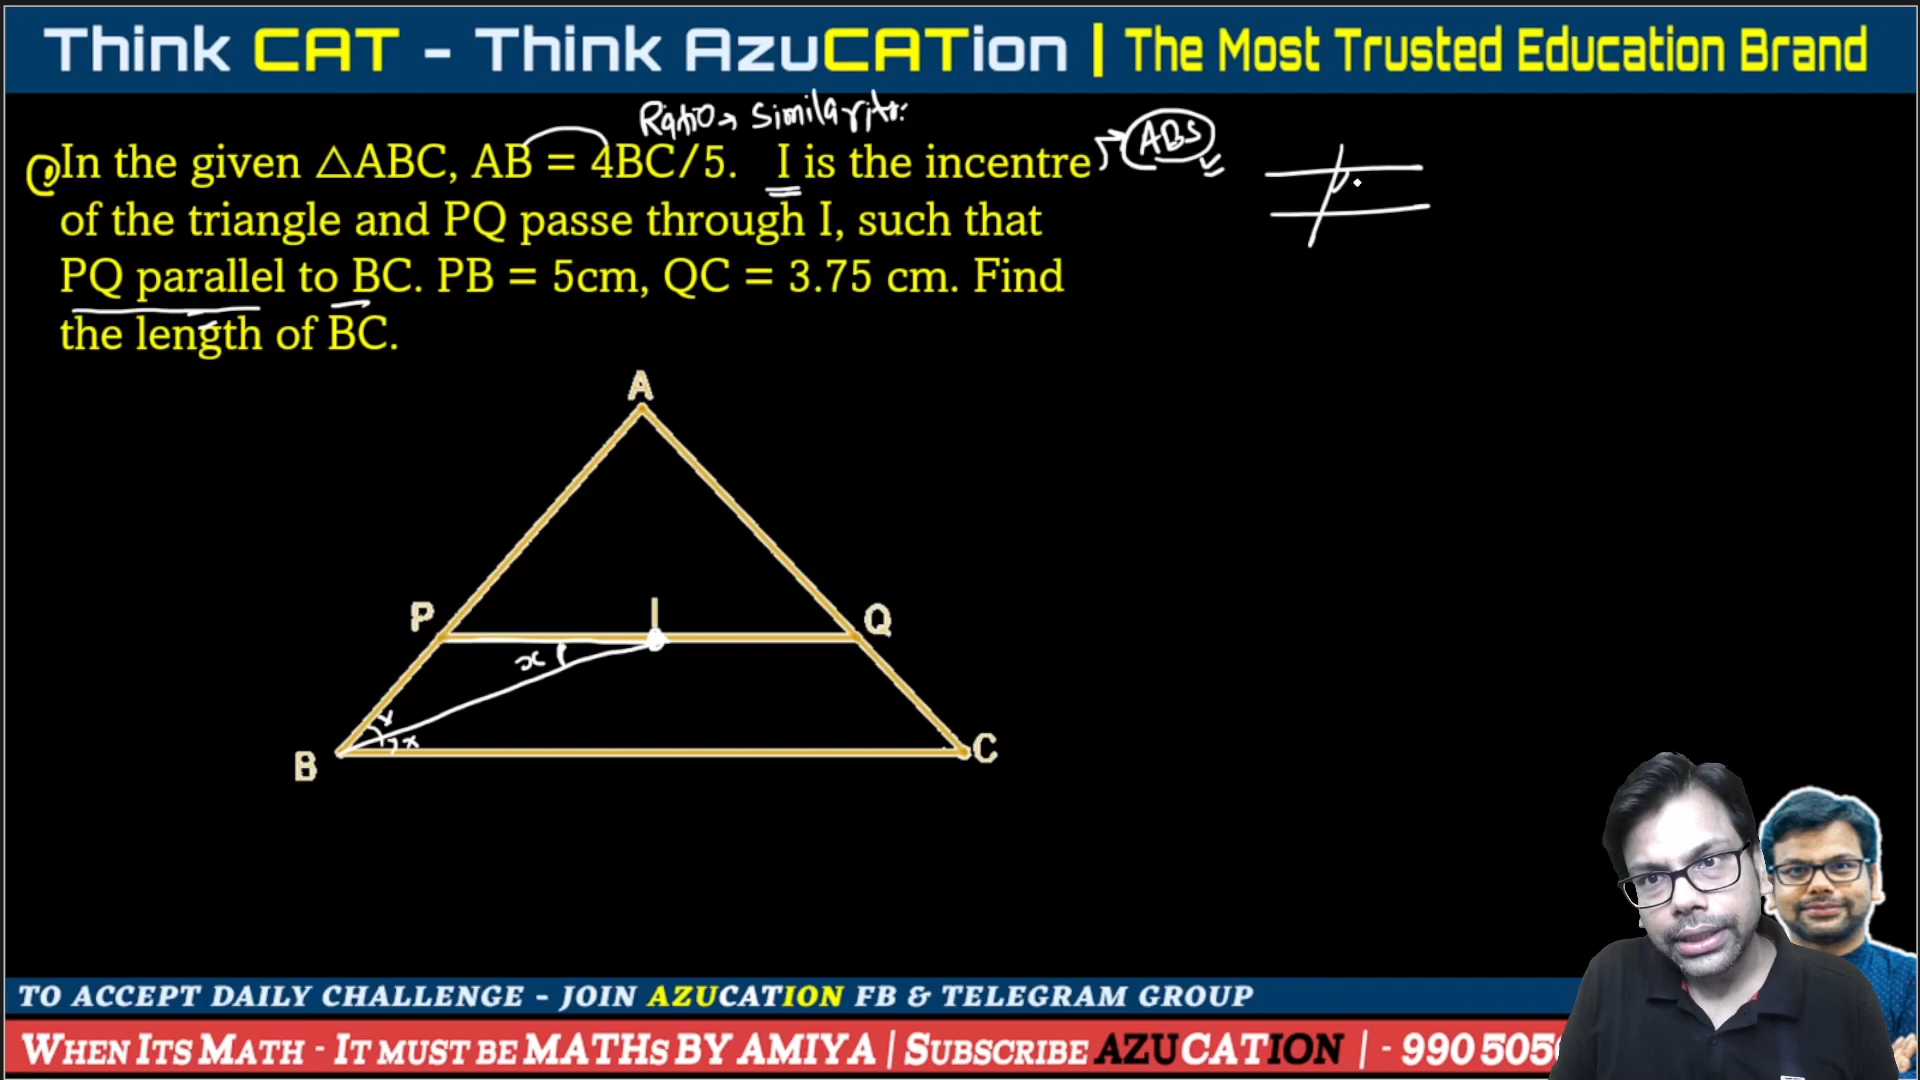 Think CAT - Think AzuCATion | The Most Trusted Education Brand
Ratio → Similarity.
@In the given △ABC, AB = 4BC/5. I is the incentre
ABS
of the triangle and PQ passe through I, such that
PQ parallel to BC. PB = 5cm, QC = 3.75 cm. Find
the length of BC.
A
P
I
Q
x
x
x
B
C
TO ACCEPT DAILY CHALLENGE - JOIN AZUCATION FB & TELEGRAM GROUP
WHEN ITS MATH - IT MUST BE MATHS BY AMIYA | SUBSCRIBE AZUCATION | - 990 505